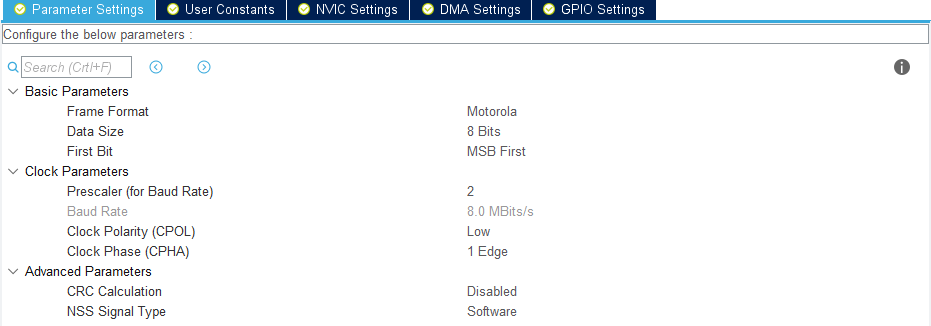 Parameter Settings User Constants NVIC Settings DMA Settings GPIO Settings
Configure the below parameters :
Search (Crtl+F)
Basic Parameters
Frame Format Motorola
Data Size 8 Bits
First Bit MSB First
Clock Parameters
Prescaler (for Baud Rate) 2
Baud Rate 8.0 MBits/s
Clock Polarity (CPOL) Low
Clock Phase (CPHA) 1 Edge
Advanced Parameters
CRC Calculation Disabled
NSS Signal Type Software